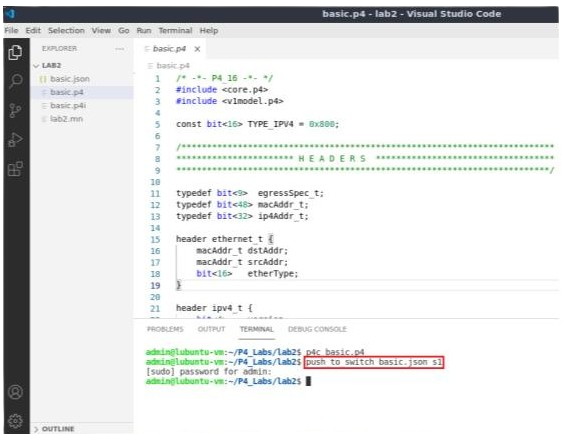 basic.p4 - lab2 - Visual Studio Code
File Edit Selection View Go Run Terminal Help
EXPLORER ...
basic.p4 ×
LAB2
{} basic.json
basic.p4
basic.p4i
lab2.mn
basic.p4
1 /* -*- P4_16 -*- */
2 #include <core.p4>
3 #include <v1model.p4>
4
5 const bit<16> TYPE_IPV4 = 0x800;
6
7 /*************************************************************************
8 *********************** H E A D E R S ***********************************
9 *************************************************************************/
10
11 typedef bit<9> egressSpec_t;
12 typedef bit<48> macAddr_t;
13 typedef bit<32> ip4Addr_t;
14
15 header ethernet_t {
16 macAddr_t dstAddr;
17 macAddr_t srcAddr;
18 bit<16> etherType;
19 }
20
21 header ipv4_t {
PROBLEMS OUTPUT TERMINAL DEBUG CONSOLE
admin@lubuntu-vm:~/P4_Labs/lab2$ p4c basic.p4
admin@lubuntu-vm:~/P4_Labs/lab2$ push to switch basic.json s1
[sudo] password for admin:
admin@lubuntu-vm:~/P4_Labs/lab2$
OUTLINE